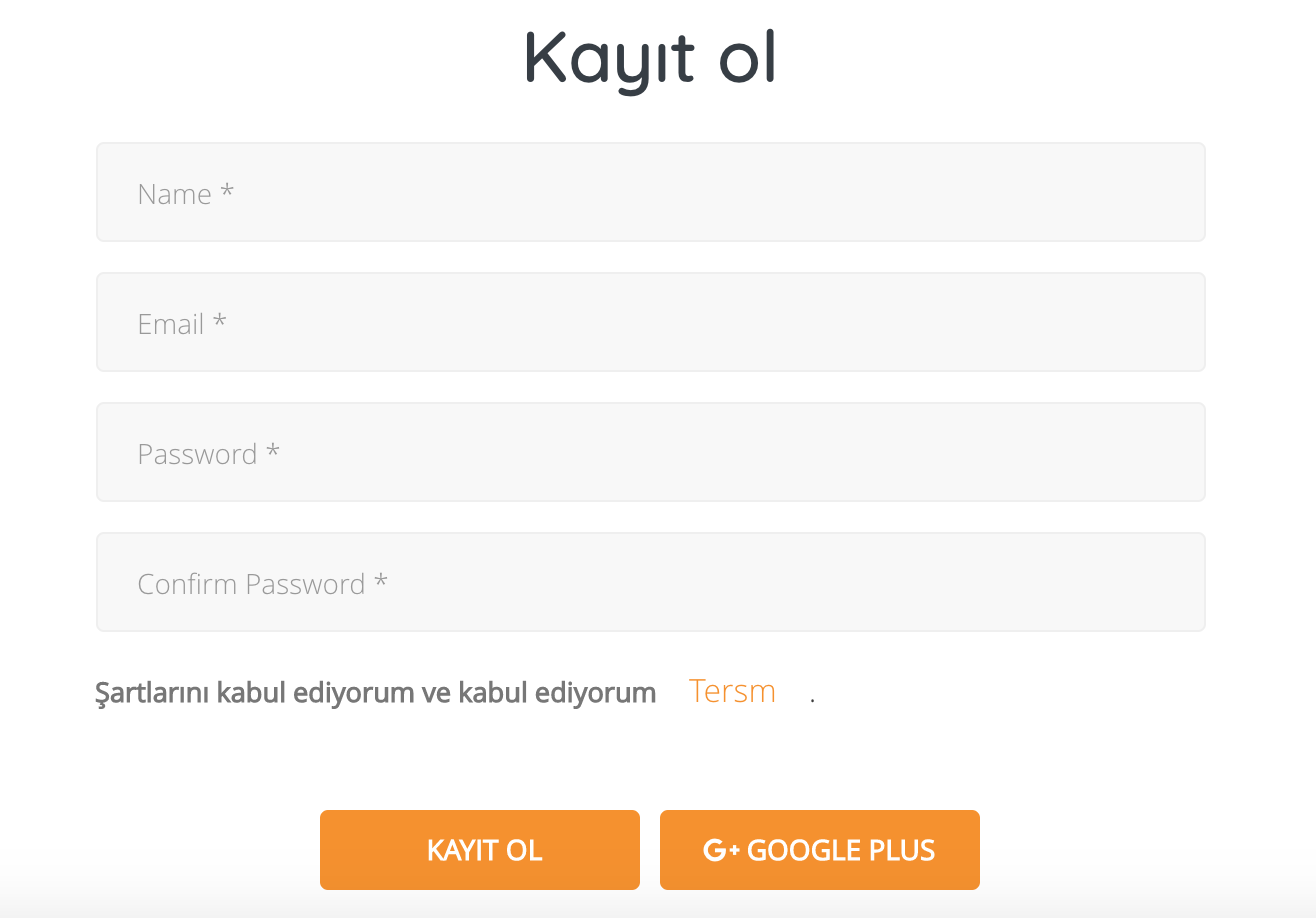 Kayıt ol
Name *
Email *
Password *
Confirm Password *
Şartlarını kabul ediyorum ve kabul ediyorum Tersm .
KAYIT OL
G+ GOOGLE PLUS